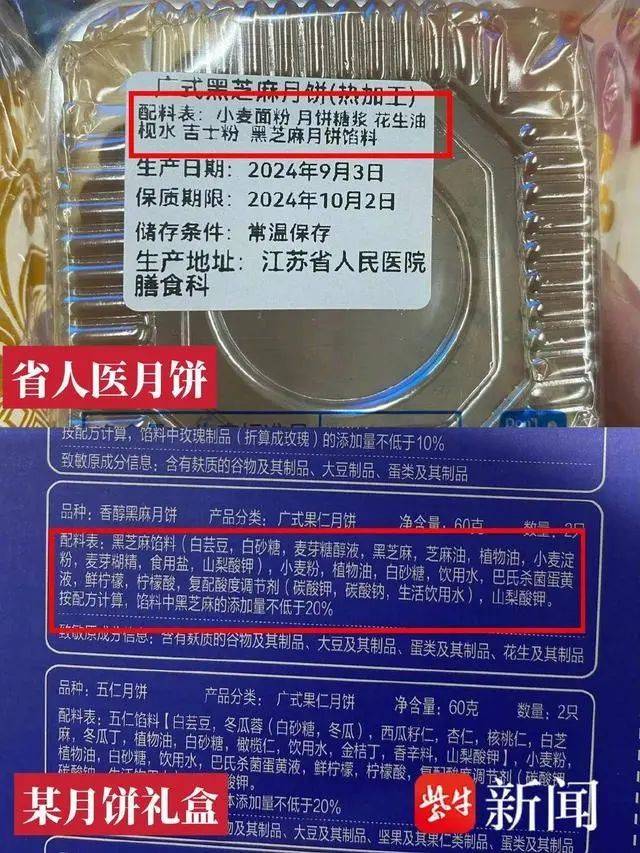 广式黑芝麻月饼(热加工)
配料表：小麦面粉 月饼糖浆 花生油
枧水 吉士粉 黑芝麻月饼馅料
生产日期：2024年9月3日
保质期限：2024年10月2日
储存条件：常温保存
生产地址：江苏省人民医院
膳食科
省人医月饼
按配方计算，馅料中玫瑰制品（折算成玫瑰）的添加量不低于10%
致敏原成分信息：含有麸质的谷物及其制品、大豆制品、蛋类及其制品
品种：香醇黑麻月饼 产品分类：广式果仁月饼 净含量：60克 数量：2只
配料表：黑芝麻馅料（白芸豆，白砂糖，麦芽糖醇液，黑芝麻，芝麻油，植物油，小麦淀
粉，麦芽糊精，食用盐，山梨酸钾），小麦粉，植物油，白砂糖，饮用水，巴氏杀菌蛋黄
液，鲜柠檬，柠檬酸，复配酸度调节剂（碳酸钾，碳酸钠，生活饮用水），山梨酸钾。
按配方计算，馅料中黑芝麻的添加量不低于20%
致敏原成分信息：含有麸质的谷物及其制品、大豆及其制品、蛋类及其制品、花生及其制品
品种：五仁月饼 产品分类：广式果仁月饼 净含量：60克 数量：2只
配料表：五仁馅料【白芸豆，冬瓜蓉（白砂糖，冬瓜），西瓜籽仁，杏仁，核桃仁，白芝
麻，冬瓜丁，植物油，白砂糖，橄榄仁，饮用水，金桔丁，香辛料，山梨酸钾】，小麦粉，
植物油，白砂糖，饮用水，巴氏杀菌蛋黄液，鲜柠檬，柠檬酸，复配酸度调节剂（碳酸
添加量不低于20%
大豆及其制品、坚果及其果仁类制品、蛋类及其制品
某月饼礼盒
紫牛新闻